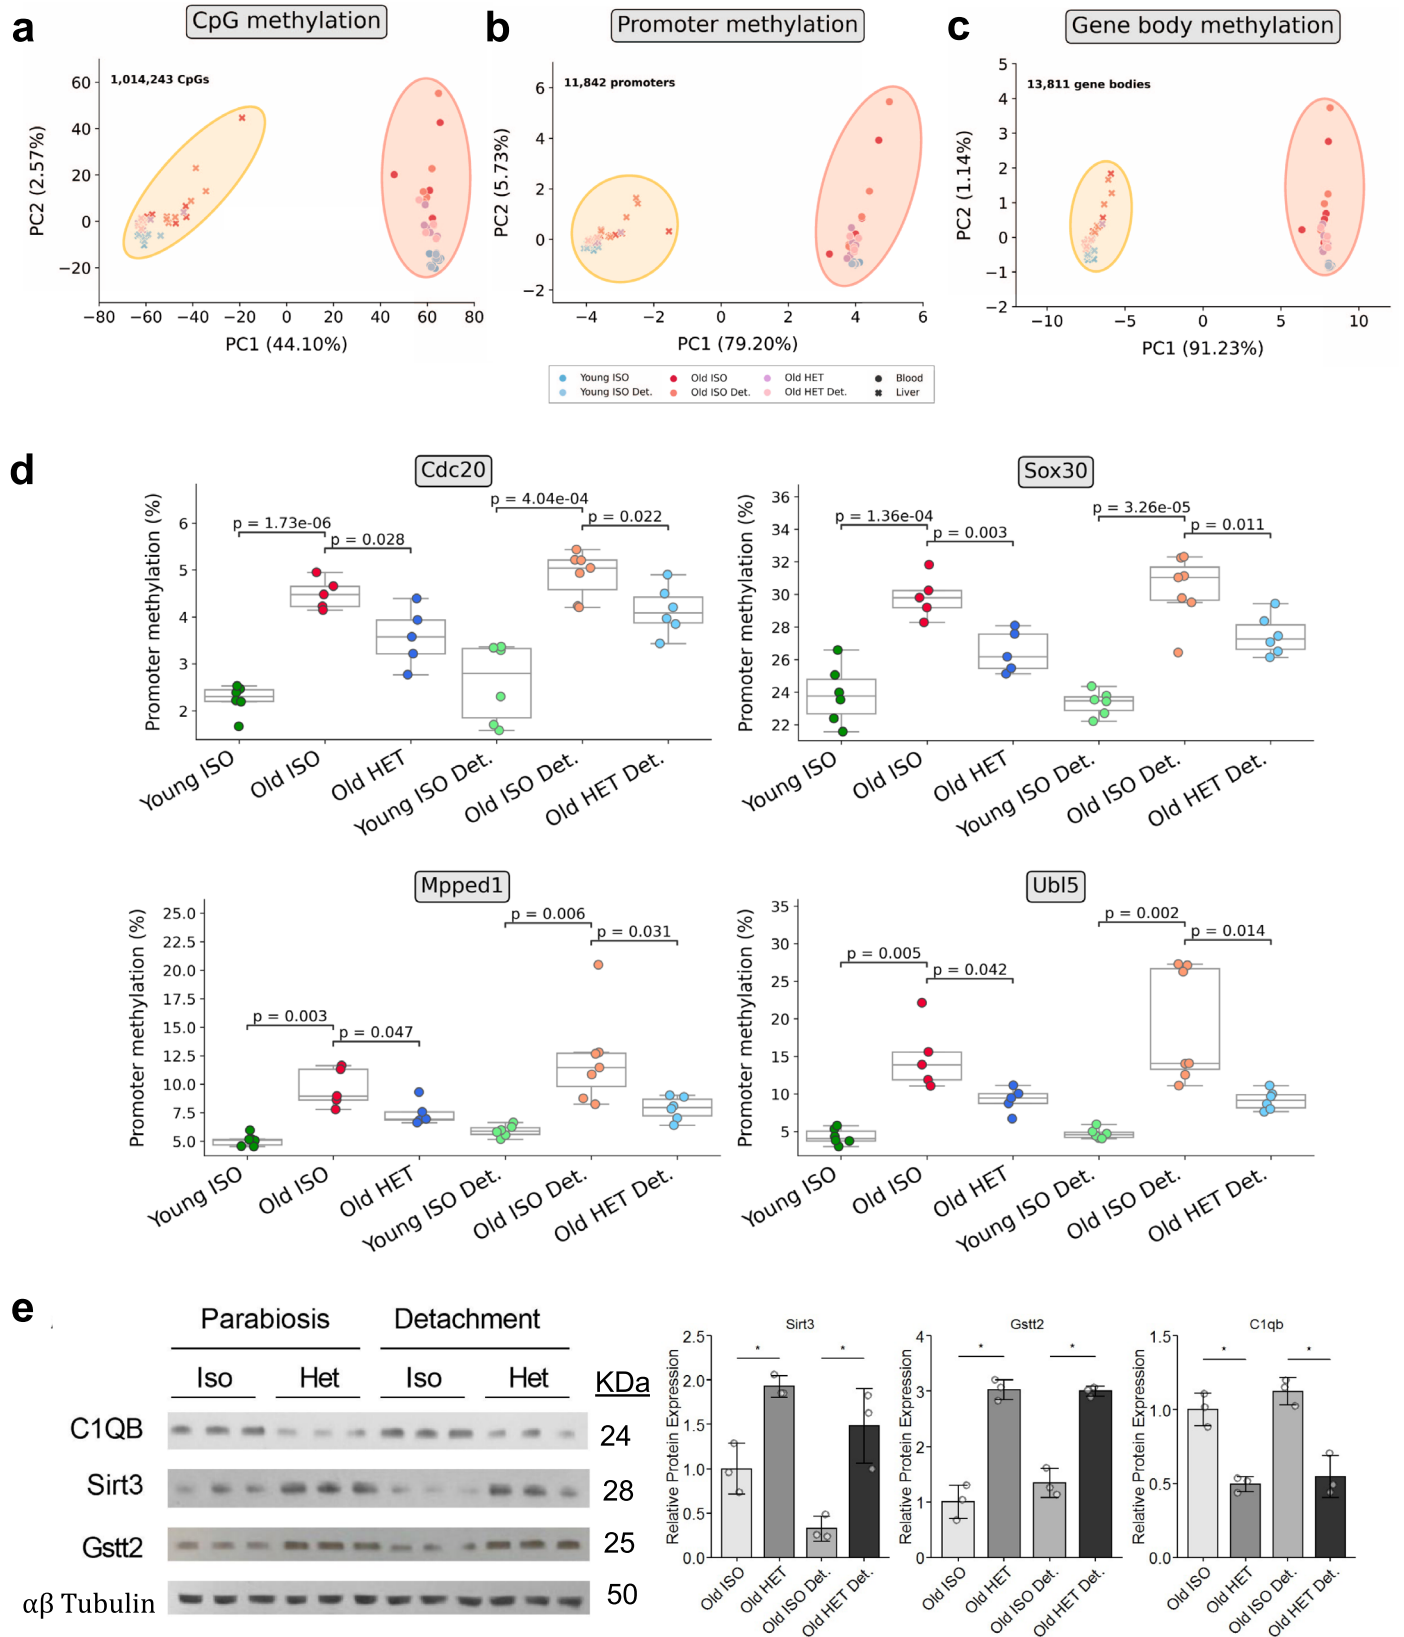 a
CpG methylation
1,014,243 CpGs
PC2 (2.57%)
60
40
20
0
−20
−80 −60 −40 −20 0 20 40 60 80
PC1 (44.10%)
b
Promoter methylation
11,842 promoters
PC2 (5.73%)
6
4
2
0
−2
−4 −2 0 2 4 6
PC1 (79.20%)
c
Gene body methylation
13,811 gene bodies
PC2 (1.14%)
5
4
3
2
1
0
−1
−2
−10 −5 0 5 10
PC1 (91.23%)
Young ISO Old ISO Old HET Blood
Young ISO Det. Old ISO Det. Old HET Det. Liver
d
Cdc20
Promoter methylation (%)
6
5
4
3
2
p = 1.73e-06
p = 0.028
p = 4.04e-04
p = 0.022
Young ISO Old ISO Old HET Young ISO Det. Old ISO Det. Old HET Det.
Sox30
Promoter methylation (%)
36
34
32
30
28
26
24
22
p = 1.36e-04
p = 0.003
p = 3.26e-05
p = 0.011
Young ISO Old ISO Old HET Young ISO Det. Old ISO Det. Old HET Det.
Mpped1
Promoter methylation (%)
25.0
22.5
20.0
17.5
15.0
12.5
10.0
7.5
5.0
p = 0.003
p = 0.047
p = 0.006
p = 0.031
Young ISO Old ISO Old HET Young ISO Det. Old ISO Det. Old HET Det.
Ubl5
Promoter methylation (%)
35
30
25
20
15
10
5
p = 0.005
p = 0.042
p = 0.002
p = 0.014
Young ISO Old ISO Old HET Young ISO Det. Old ISO Det. Old HET Det.
e
Parabiosis Detachment
Iso Het Iso Het KDa
C1QB 24
Sirt3 28
Gstt2 25
αβ Tubulin 50
Sirt3
Relative Protein Expression
2.5
2.0
1.5
1.0
0.5
0.0
* *
Old ISO Old HET Old ISO Det. Old HET Det.
Gstt2
Relative Protein Expression
4
3
2
1
0
* *
Old ISO Old HET Old ISO Det. Old HET Det.
C1qb
Relative Protein Expression
1.5
1.0
0.5
0.0
* *
Old ISO Old HET Old ISO Det. Old HET Det.